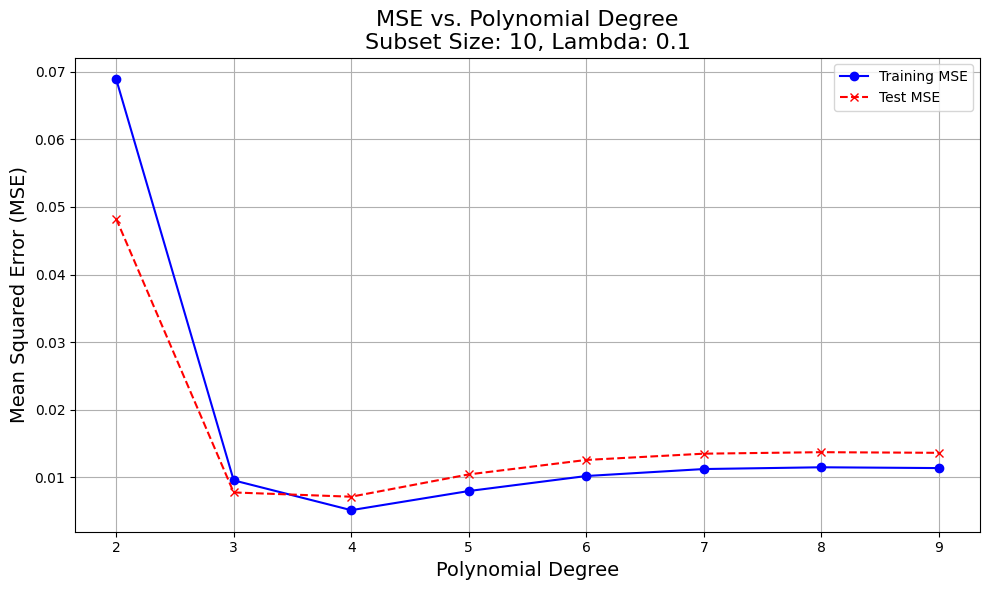 MSE vs. Polynomial Degree
Subset Size: 10, Lambda: 0.1
Training MSE
Test MSE
Mean Squared Error (MSE)
0.07
0.06
0.05
0.04
0.03
0.02
0.01
2 3 4 5 6 7 8 9
Polynomial Degree